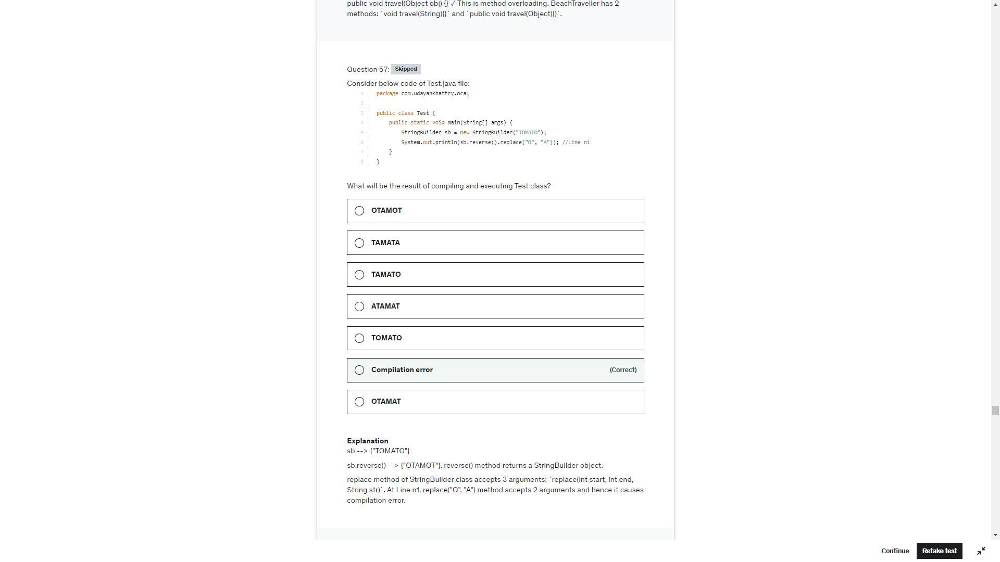 public void travel(Object obj) {} ✓ This is method overloading. BeachTraveller has 2
methods: `void travel(String){}` and `public void travel(Object){}`.
Question 57: Skipped
Consider below code of Test.java file:
1 package com.udayankhattry.oca;
2
3 public class Test {
4 public static void main(String[] args) {
5 StringBuilder sb = new StringBuilder("TOMATO");
6 System.out.println(sb.reverse().replace("O", "A")); //Line n1
7 }
8 }
What will be the result of compiling and executing Test class?
OTAMOT
TAMATA
TAMATO
ATAMAT
TOMATO
Compilation error (Correct)
OTAMAT
Explanation
sb --> {"TOMATO"}
sb.reverse() --> {"OTAMOT"}. reverse() method returns a StringBuilder object.
replace method of StringBuilder class accepts 3 arguments: `replace(int start, int end,
String str)`. At Line n1, replace("O", "A") method accepts 2 arguments and hence it causes
compilation error.
Continue Retake test